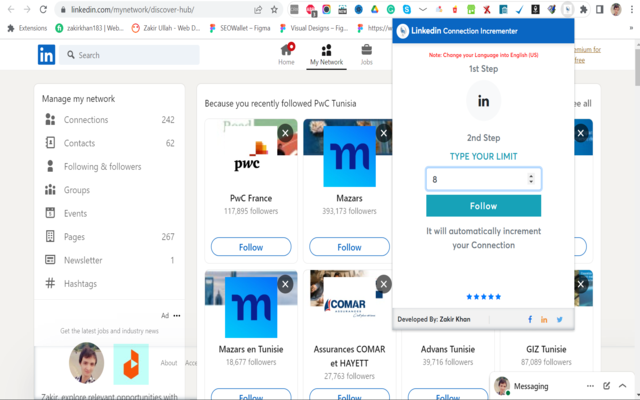 linkedin.com/mynetwork/discover-hub/
Extensions
zakirkhan183 | Web...
Zakir Ullah - Web D...
SEOWallet – Figma
Visual Designs – Fig...
https://w
LinkedIn Connection Incrementer
Note: Change your Language into English (US)
1st Step
in
2nd Step
TYPE YOUR LIMIT
8
Follow
It will automatically increment
your Connection
Developed By: Zakir Khan
in
Search
Home
My Network
Jobs
emium for
free
Manage my network
Connections 242
Contacts 62
Following & followers
Groups
Events
Pages 267
Newsletter 1
Hashtags
Ad
Get the latest jobs and industry news
Zakir, explore relevant opportunities with
About
Acce
Because you recently followed PwC Tunisia
ee all
pwc
PwC France
117,895 followers
Follow
m
Mazars
393,173 followers
Follow
m
Mazars en Tunisie
18,677 followers
COMAR
ASSURANCES
Assurances COMAR
et HAYETT
27,763 followers
Advans Tunisie
39,716 followers
GIZ Tunisie
87,089 followers
Messaging